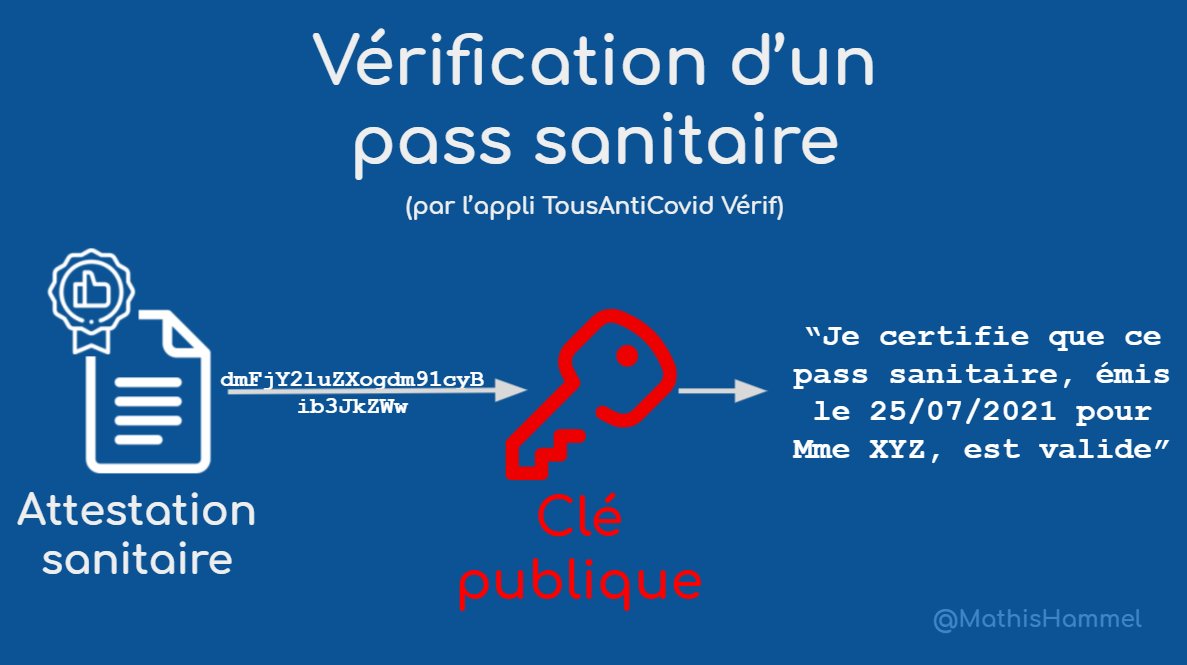 Vérification d’un
pass sanitaire
(par l’appli TousAntiCovid Vérif)
dmFjY2luZXogdm91cyB
ib3JkZWw
“Je certifie que ce
pass sanitaire, émis
le 25/07/2021 pour
Mme XYZ, est valide”
Attestation
sanitaire
Clé
publique
@MathisHammel